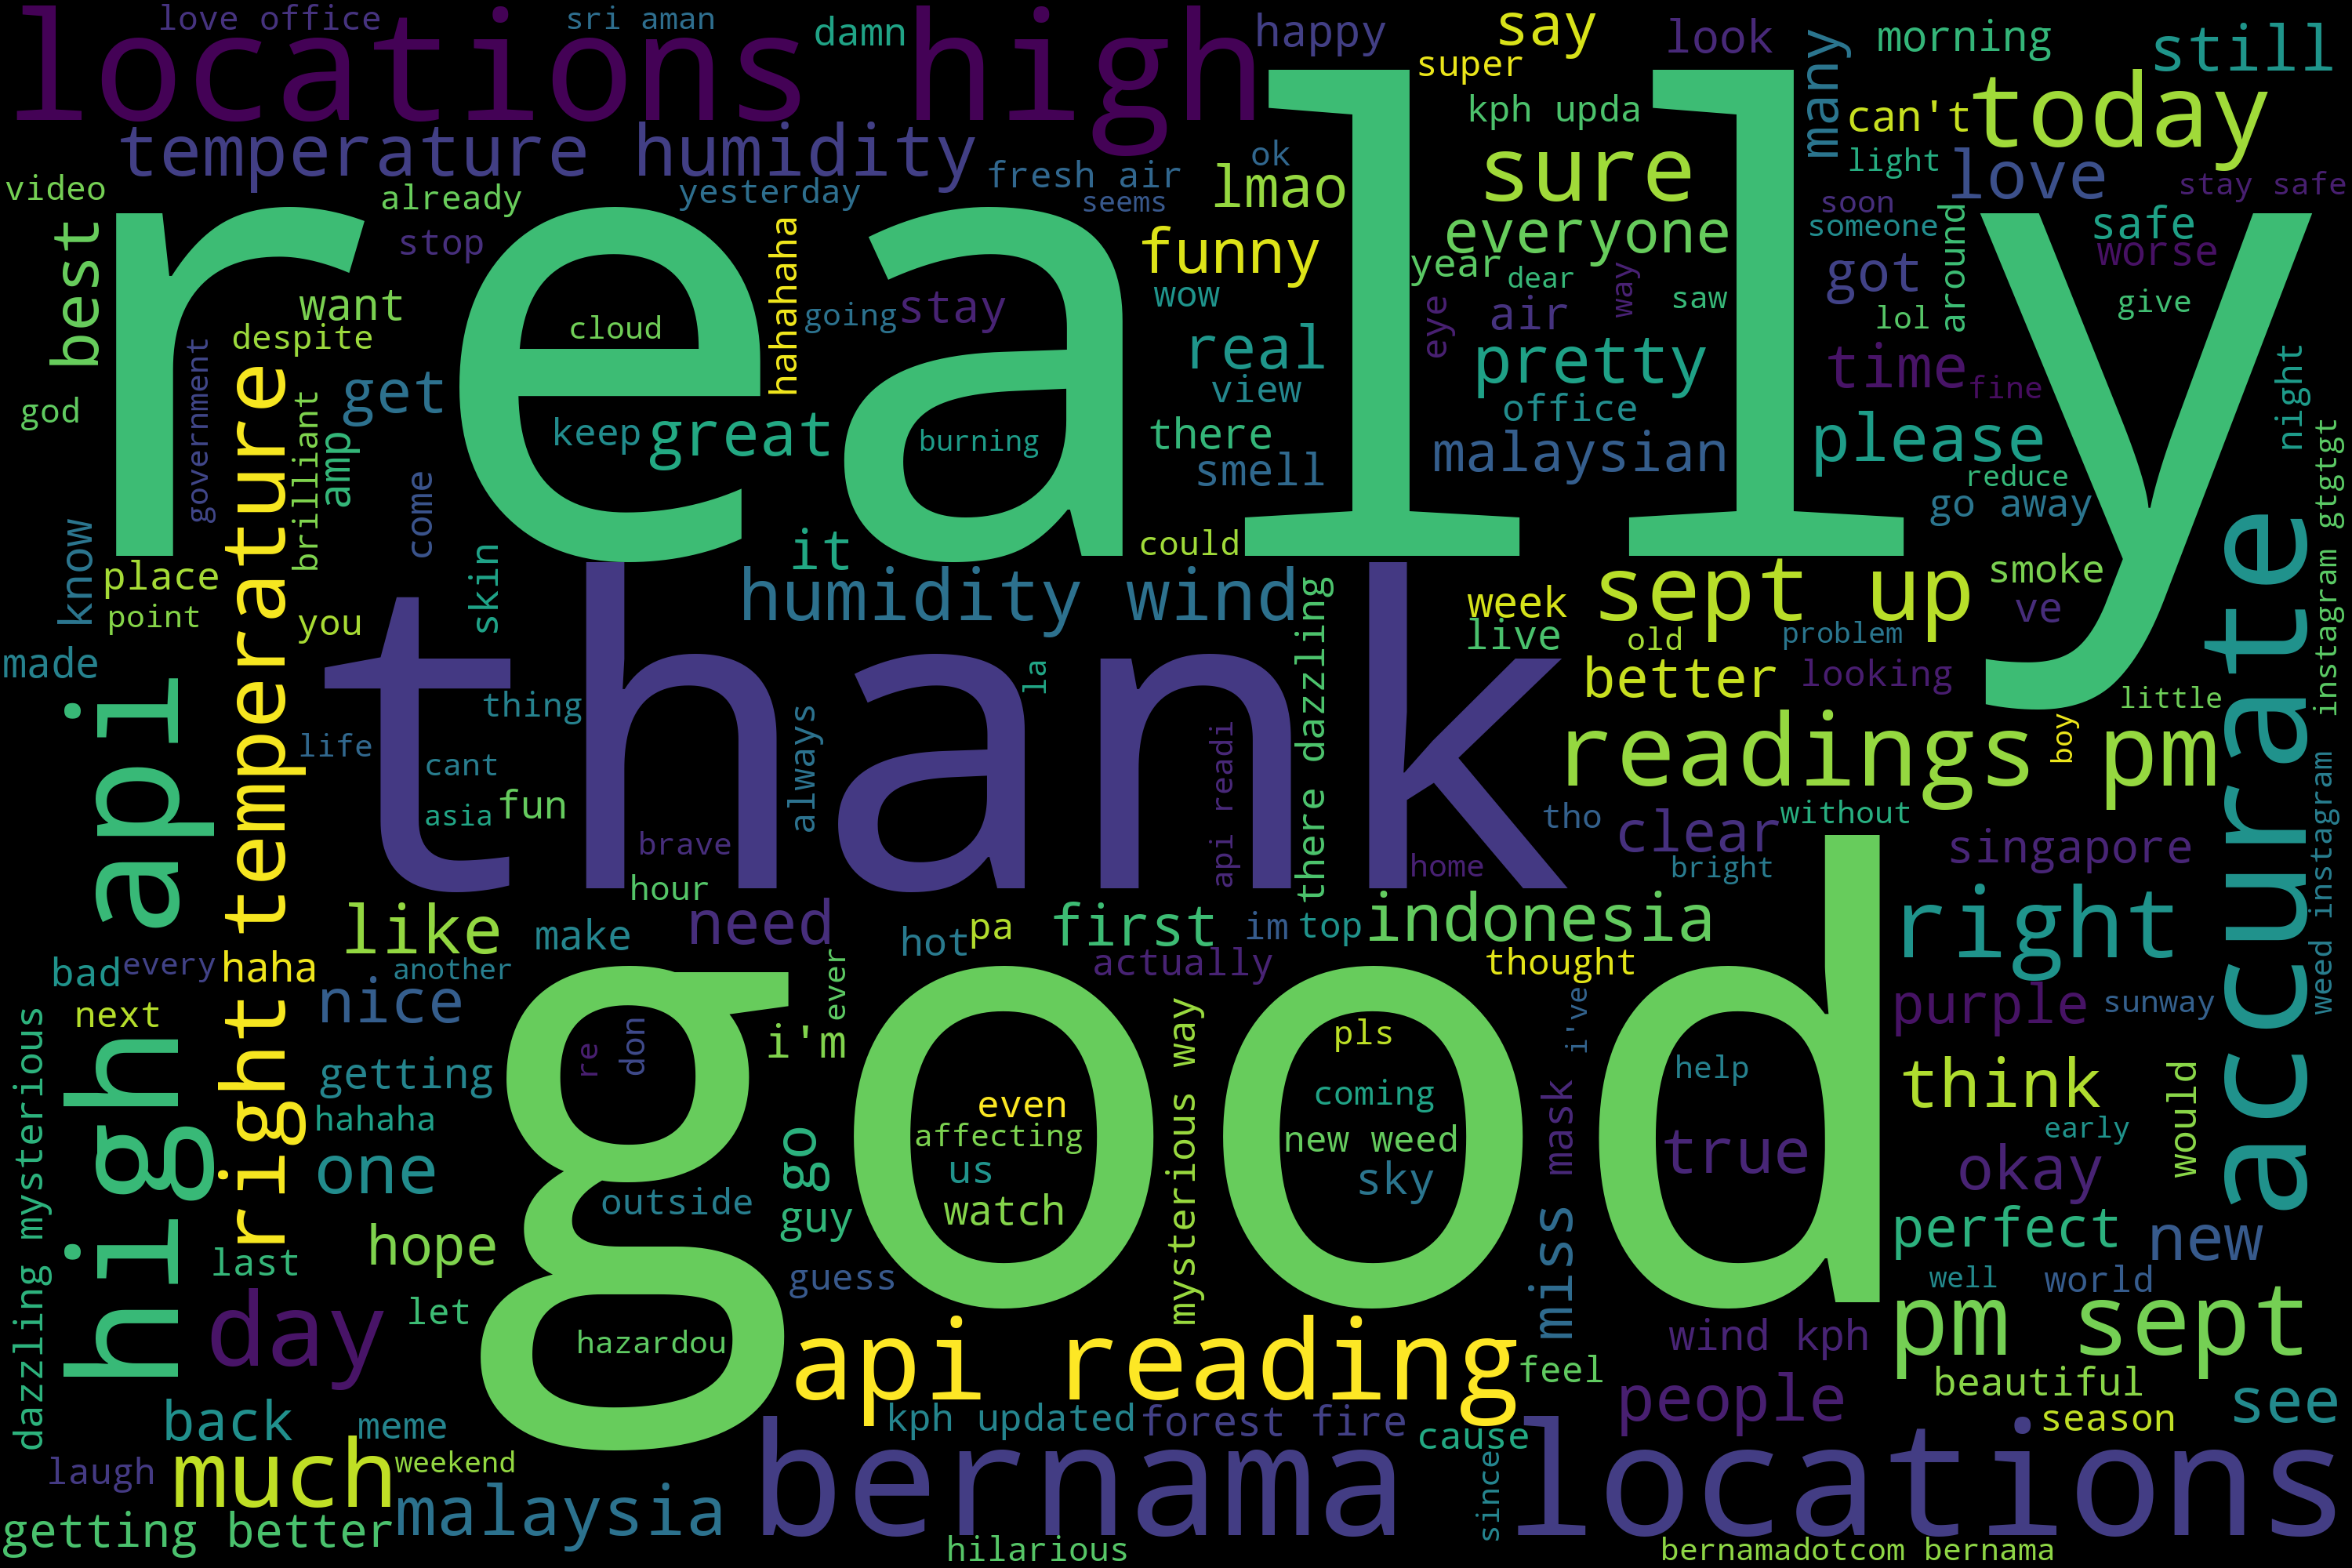 locations high
love office
sri aman
damn
happy
say
look
many
morning
still
super
kph upda
can't
today
temperature humidity
fresh air
ok
lmao
sure
light
love
stay safe
video
already
yesterday
seems
soon
someone
around
safe
worse
best
stop
really
hahahaha
funny
everyone
year
dear
way
saw
got
give
want
despite
cloud
going
stay
wow
eye
air
lol
god
government
temperature right
brilliant
amp
get
keep
great
burning
real
view
there
smell
pretty
office
malaysian
time
fine
please
reduce
go away
night
instagram gtgtgt
know
come
skin
it
could
place
point
you
humidity wind
there dazzling
week
live
sept up
old
problem
smoke
ve
accurate
made
high api
thank
thing
la
life
cant
asia
fun
always
api readi
better
looking
little
readings pm
boy
brave
hour
tho
clear
without
home
bright
singapore
weed instagram
like
make
need
hot
pa
first
im
top
indonesia
right
bad
every
haha
another
actually
thought
ever
dazzling mysterious
next
nice
good
re
don
i'm
mysterious way
pls
i've
purple
sunway
getting
hahaha
one
even
affecting
us
watch
coming
new weed
sky
miss
mask
help
true
think
early
would
okay
outside
go
guy
hope
last
guess
perfect
new
well
world
day
let
hazardou
api reading
feel
wind kph
pm sept
back
meme
kph updated
forest fire
cause
people
beautiful
season
see
laugh
much
weekend
bernama
since
locations
malaysia
getting better
hilarious
bernamadotcom bernama